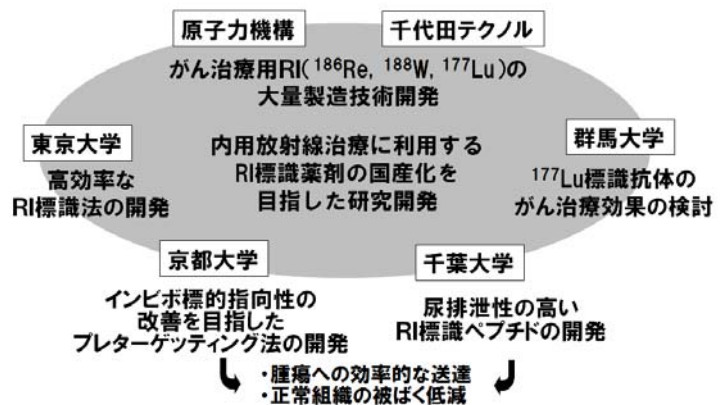 原子力機構
千代田テクノル
がん治療用RI(¹⁸⁶Re, ¹⁸⁸W, ¹⁷⁷Lu)の
大量製造技術開発
東京大学
高効率な
RI標識法の開発
内用放射線治療に利用する
RI標識薬剤の国産化を
目指した研究開発
群馬大学
¹⁷⁷Lu標識抗体の
がん治療効果の検討
京都大学
インビボ標的指向性の
改善を目指した
プレターゲッティング法の開発
千葉大学
尿排泄性の高い
RI標識ペプチドの開発
・腫瘍への効率的な送達
・正常組織の被ばく低減